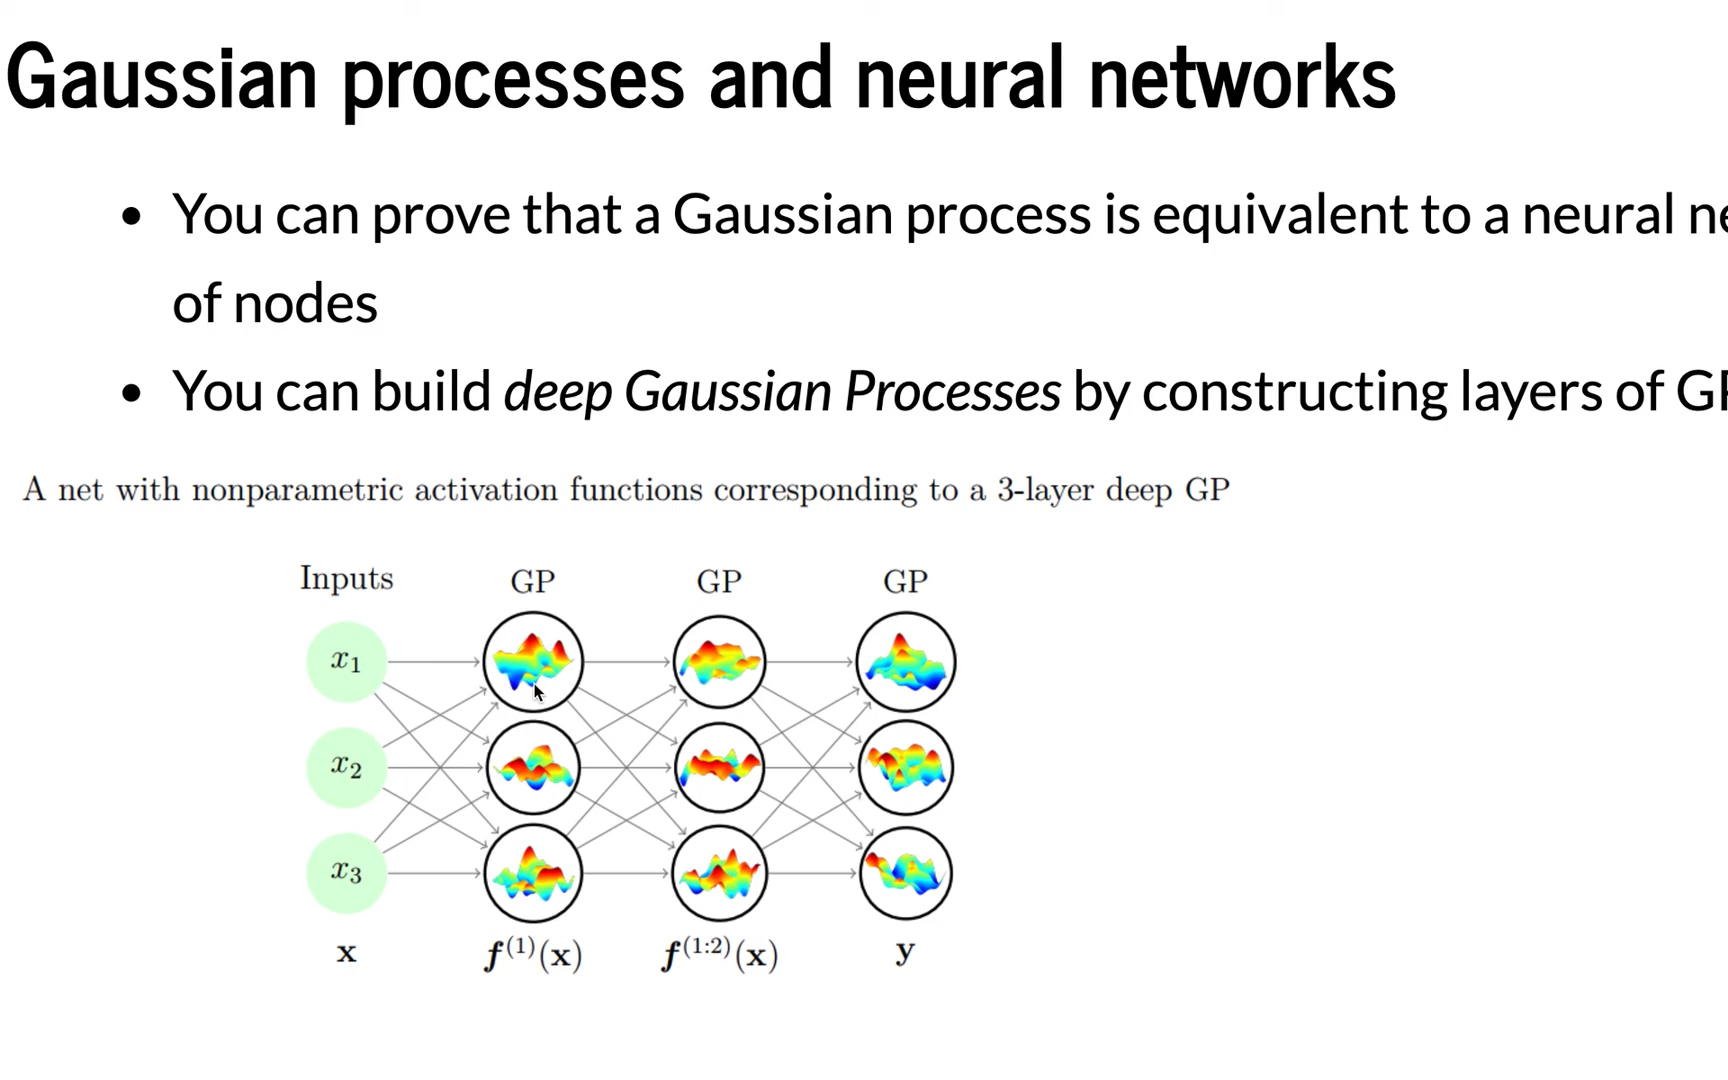 Gaussian processes and neural networks
• You can prove that a Gaussian process is equivalent to a neural
of nodes
• You can build deep Gaussian Processes by constructing layers of
A net with nonparametric activation functions corresponding to a 3-layer deep GP
Inputs GP GP GP
x₁
x₂
x₃
x f⁽¹⁾(x) f⁽¹:²⁾(x) y